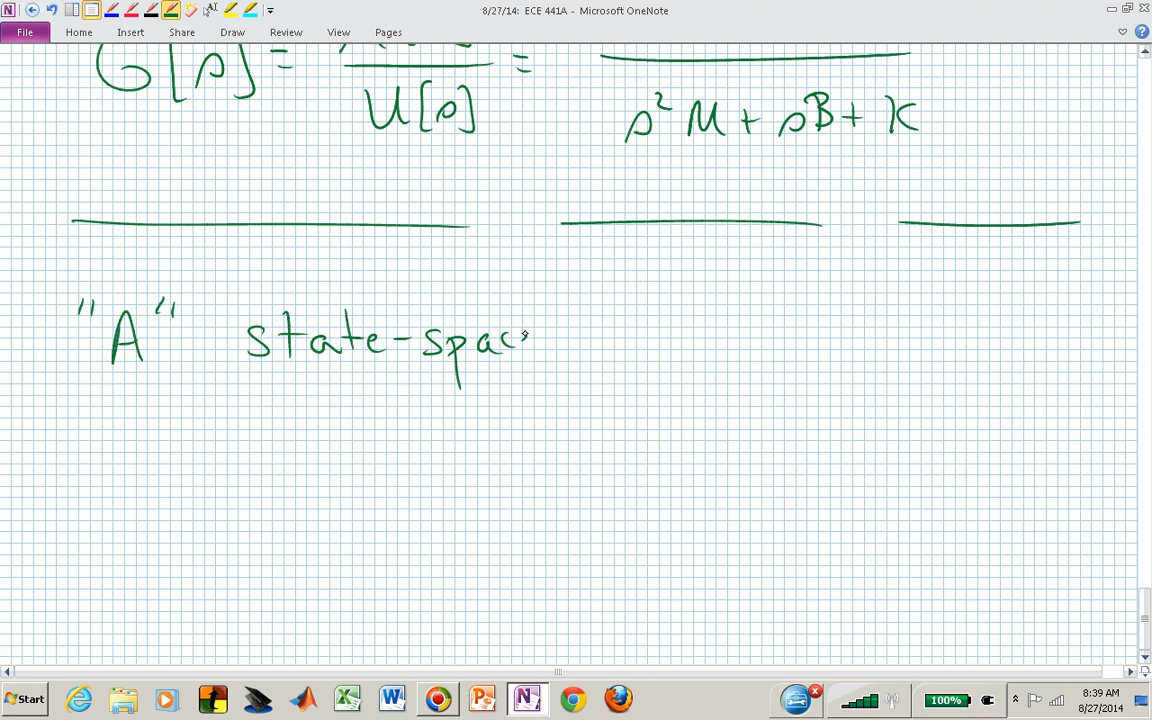 8/27/14: ECE 441A - Microsoft OneNote
File Home Insert Share Draw Review View Pages
G[s] = =
U[s] s²M + sB + K
"A" state-spac
Start
100%
8:39 AM
8/27/2014